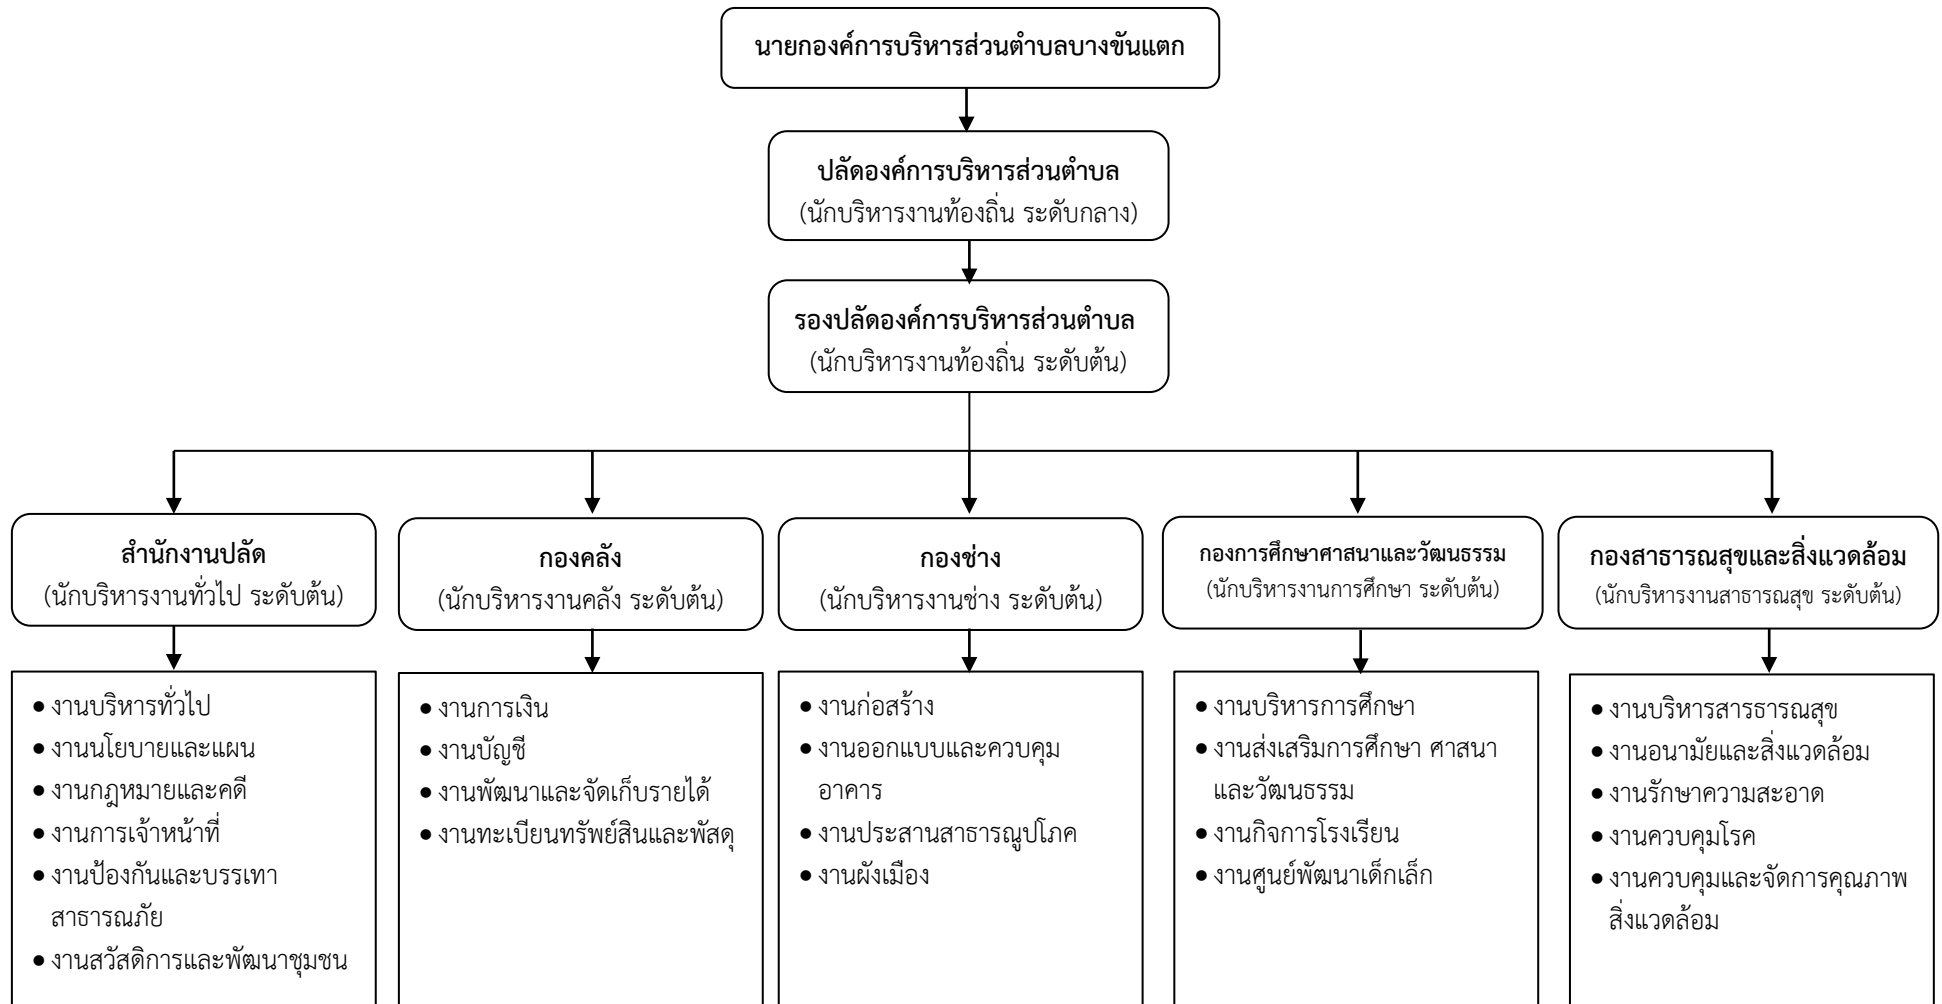 นายกองค์การบริหารส่วนตำบลบางขันแตก
ปลัดองค์การบริหารส่วนตำบล
(นักบริหารงานท้องถิ่น ระดับกลาง)
รองปลัดองค์การบริหารส่วนตำบล
(นักบริหารงานท้องถิ่น ระดับต้น)
สำนักงานปลัด
(นักบริหารงานทั่วไป ระดับต้น)
กองคลัง
(นักบริหารงานคลัง ระดับต้น)
กองช่าง
(นักบริหารงานช่าง ระดับต้น)
กองการศึกษาศาสนาและวัฒนธรรม
(นักบริหารงานการศึกษา ระดับต้น)
กองสาธารณสุขและสิ่งแวดล้อม
(นักบริหารงานสาธารณสุข ระดับต้น)
• งานบริหารทั่วไป
• งานนโยบายและแผน
• งานกฎหมายและคดี
• งานการเจ้าหน้าที่
• งานป้องกันและบรรเทา
สาธารณภัย
• งานสวัสดิการและพัฒนาชุมชน
• งานการเงิน
• งานบัญชี
• งานพัฒนาและจัดเก็บรายได้
• งานทะเบียนทรัพย์สินและพัสดุ
• งานก่อสร้าง
• งานออกแบบและควบคุม
อาคาร
• งานประสานสาธารณูปโภค
• งานผังเมือง
• งานบริหารการศึกษา
• งานส่งเสริมการศึกษา ศาสนา
และวัฒนธรรม
• งานกิจการโรงเรียน
• งานศูนย์พัฒนาเด็กเล็ก
• งานบริหารสารธารณสุข
• งานอนามัยและสิ่งแวดล้อม
• งานรักษาความสะอาด
• งานควบคุมโรค
• งานควบคุมและจัดการคุณภาพ
สิ่งแวดล้อม